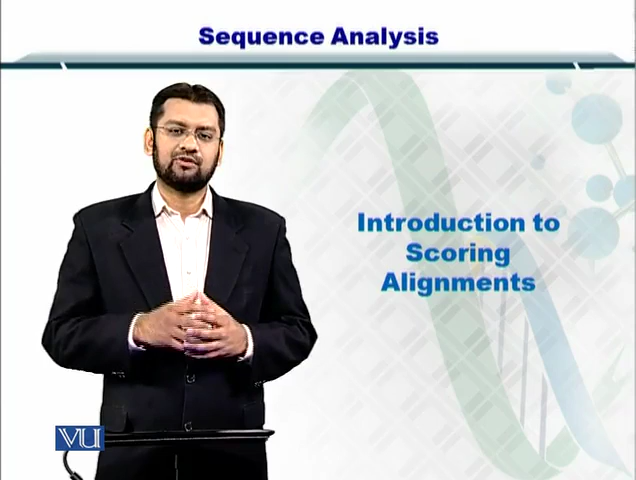 Sequence Analysis
Introduction to
Scoring
Alignments
VU